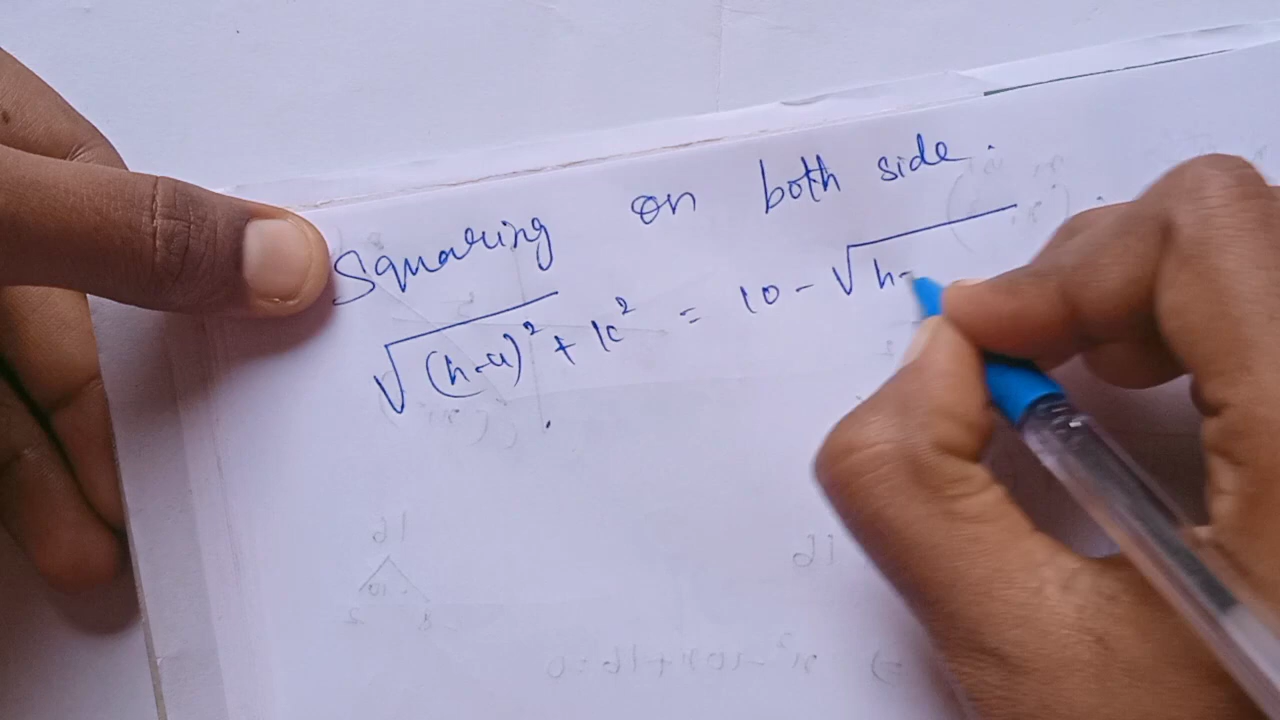 Squaring on both side.
√(h-4)² + k² = 10 - √h-